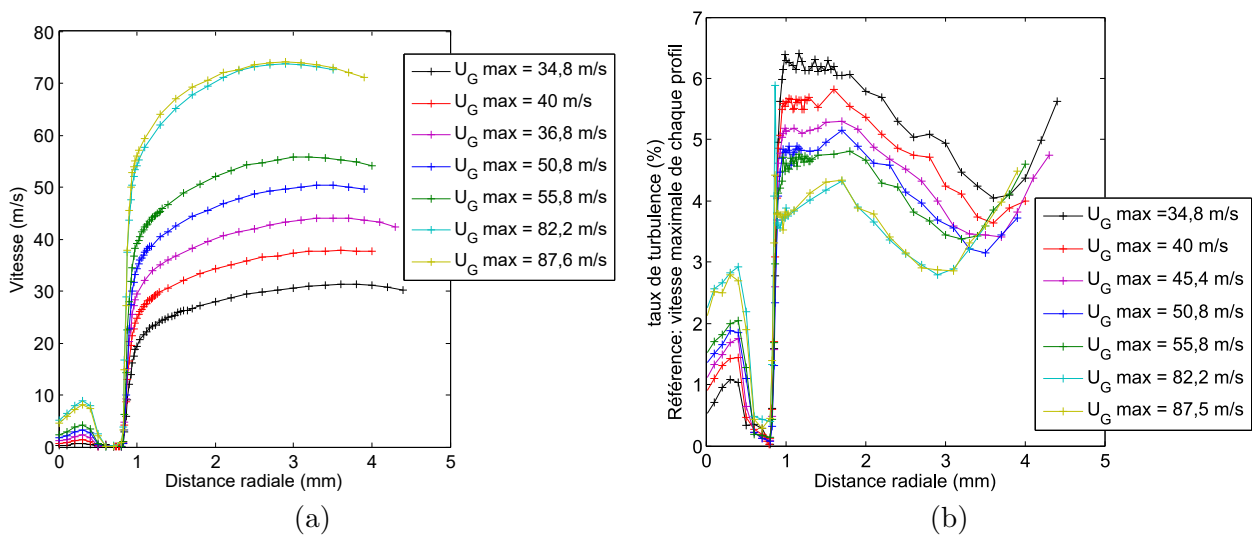 80
70
60
50
40
30
20
10
0
Vitesse (m/s)
0 1 2 3 4 5
Distance radiale (mm)
U_G max = 34,8 m/s
U_G max = 40 m/s
U_G max = 36,8 m/s
U_G max = 50,8 m/s
U_G max = 55,8 m/s
U_G max = 82,2 m/s
U_G max = 87,6 m/s
(a)
7
6
5
4
3
2
1
0
taux de turbulence (%)
Référence: vitesse maximale de chaque profil
0 1 2 3 4 5
Distance radiale (mm)
U_G max =34,8 m/s
U_G max = 40 m/s
U_G max = 45,4 m/s
U_G max = 50,8 m/s
U_G max = 55,8 m/s
U_G max = 82,2 m/s
U_G max = 87,5 m/s
(b)